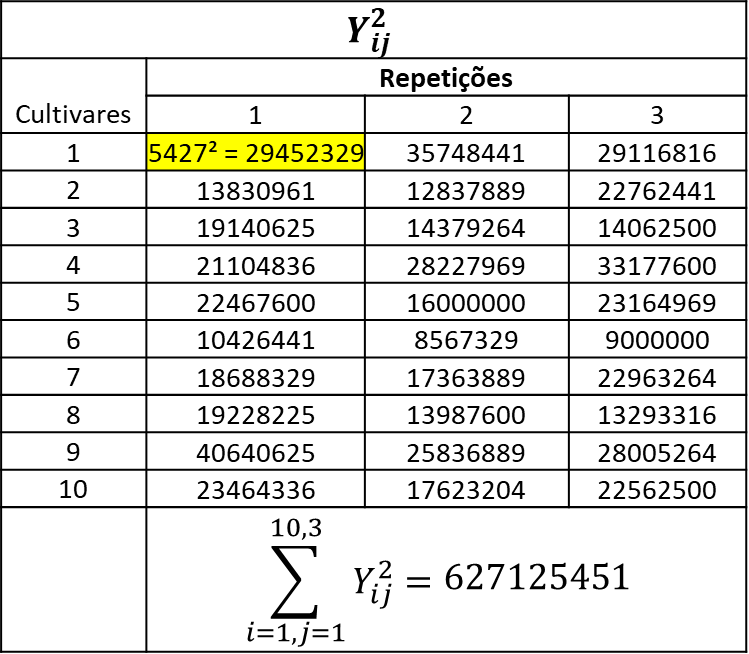 Y²ij
Repetições
Cultivares 1 2 3
1 5427² = 29452329 35748441 29116816
2 13830961 12837889 22762441
3 19140625 14379264 14062500
4 21104836 28227969 33177600
5 22467600 16000000 23164969
6 10426441 8567329 9000000
7 18688329 17363889 22963264
8 19228225 13987600 13293316
9 40640625 25836889 28005264
10 23464336 17623204 22562500
10,3
∑ Y²ij = 627125451
i=1,j=1